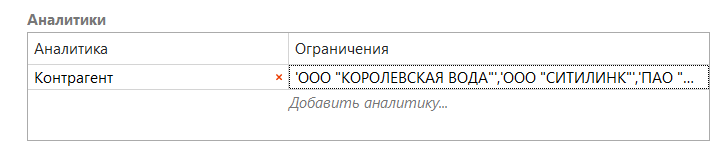 Аналитики
Аналитика Ограничения
Контрагент × 'ООО "КОРОЛЕВСКАЯ ВОДА"','ООО "СИТИЛИНК"','ПАО "...
Добавить аналитику...